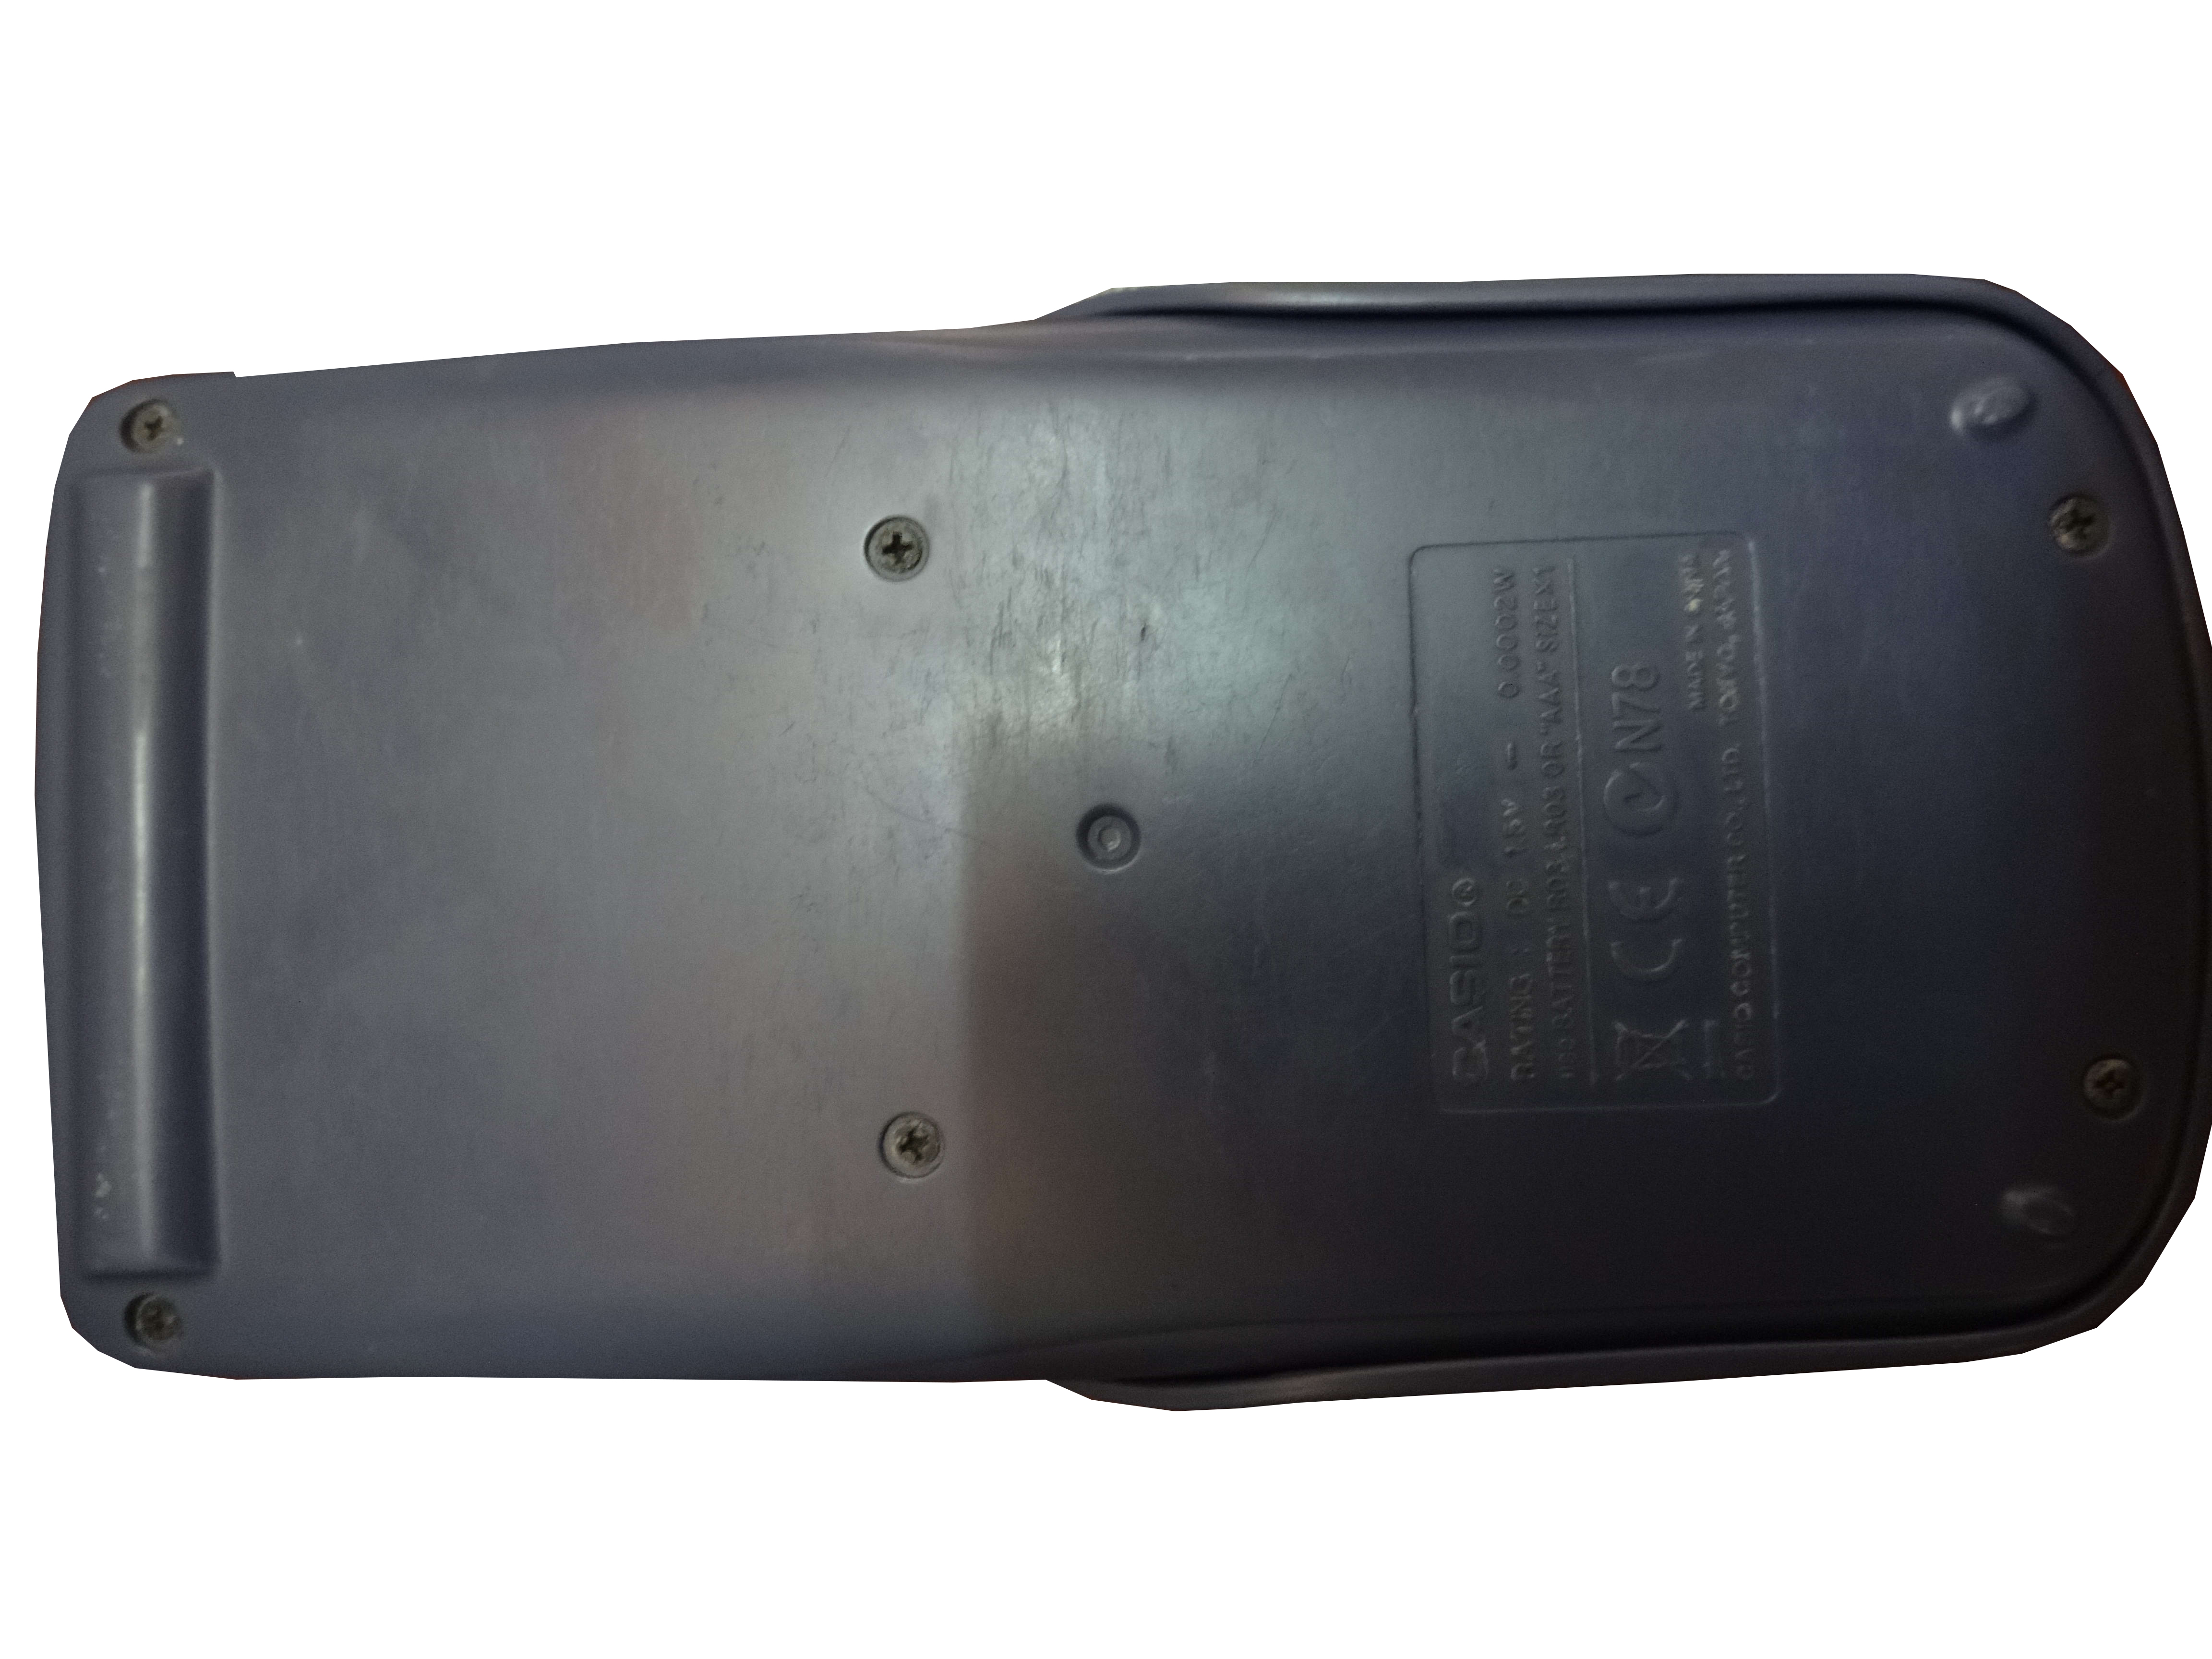 CASIO®
RATING : DC 1.5V ⎓ 0.0002W
USE BATTERY R03,LR03 OR "AAA" SIZEX1
CE N78
MADE IN CHINA
CASIO COMPUTER CO., LTD. TOKYO, JAPAN